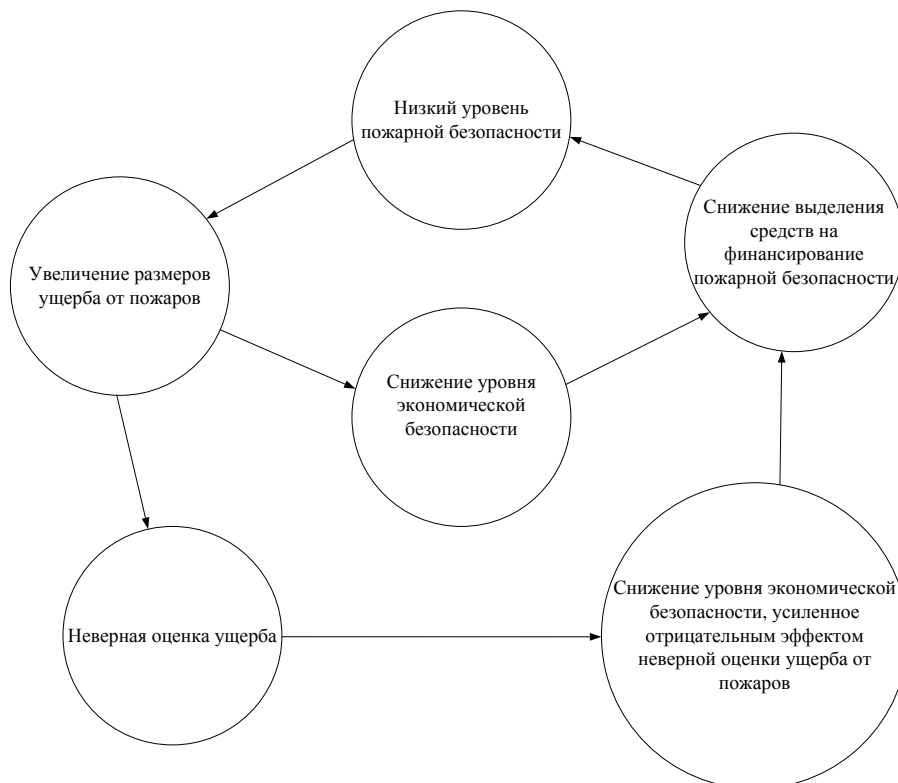 Низкий уровень
пожарной безопасности
Снижение выделения
средств на
финансирование
пожарной безопасности
Увеличение размеров
ущерба от пожаров
Снижение уровня
экономической
безопасности
Неверная оценка ущерба
Снижение уровня экономической
безопасности, усиленное
отрицательным эффектом
неверной оценки ущерба от
пожаров